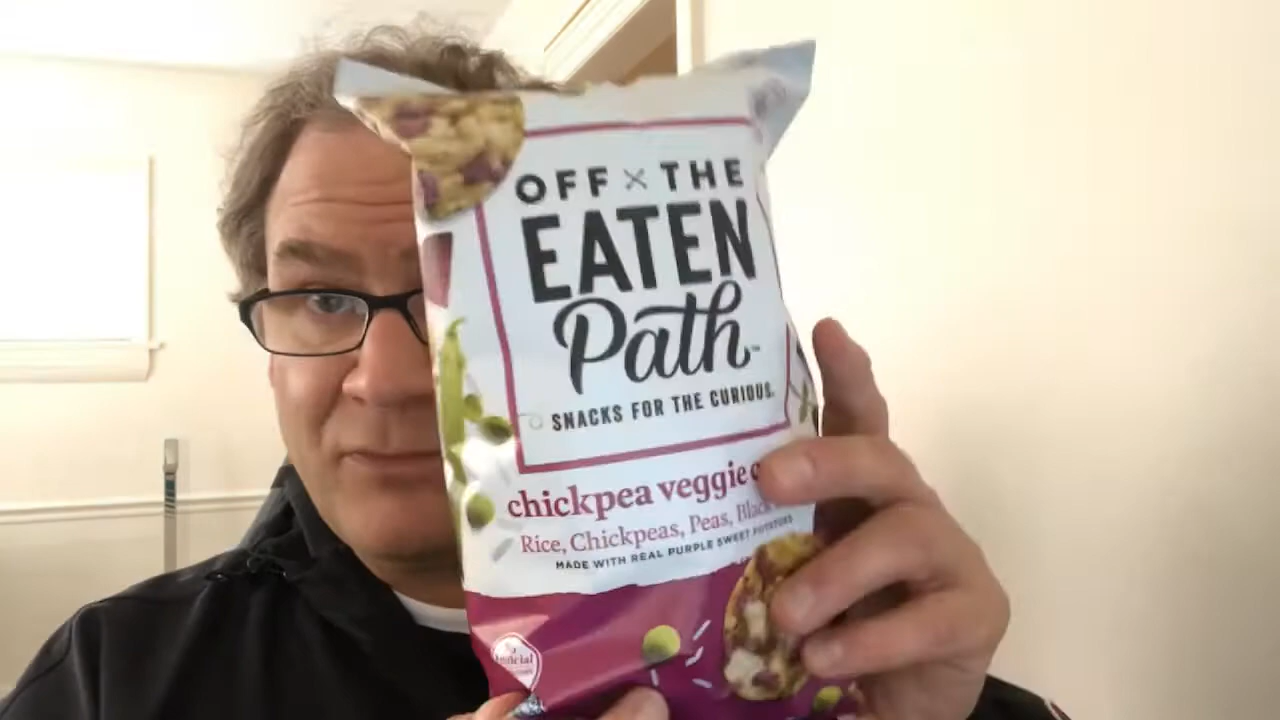 OFF THE
EATEN
Path™
SNACKS FOR THE CURIOUS.
chickpea veggie
Rice, Chickpeas, Peas, Black
MADE WITH REAL PURPLE SWEET POTATOES